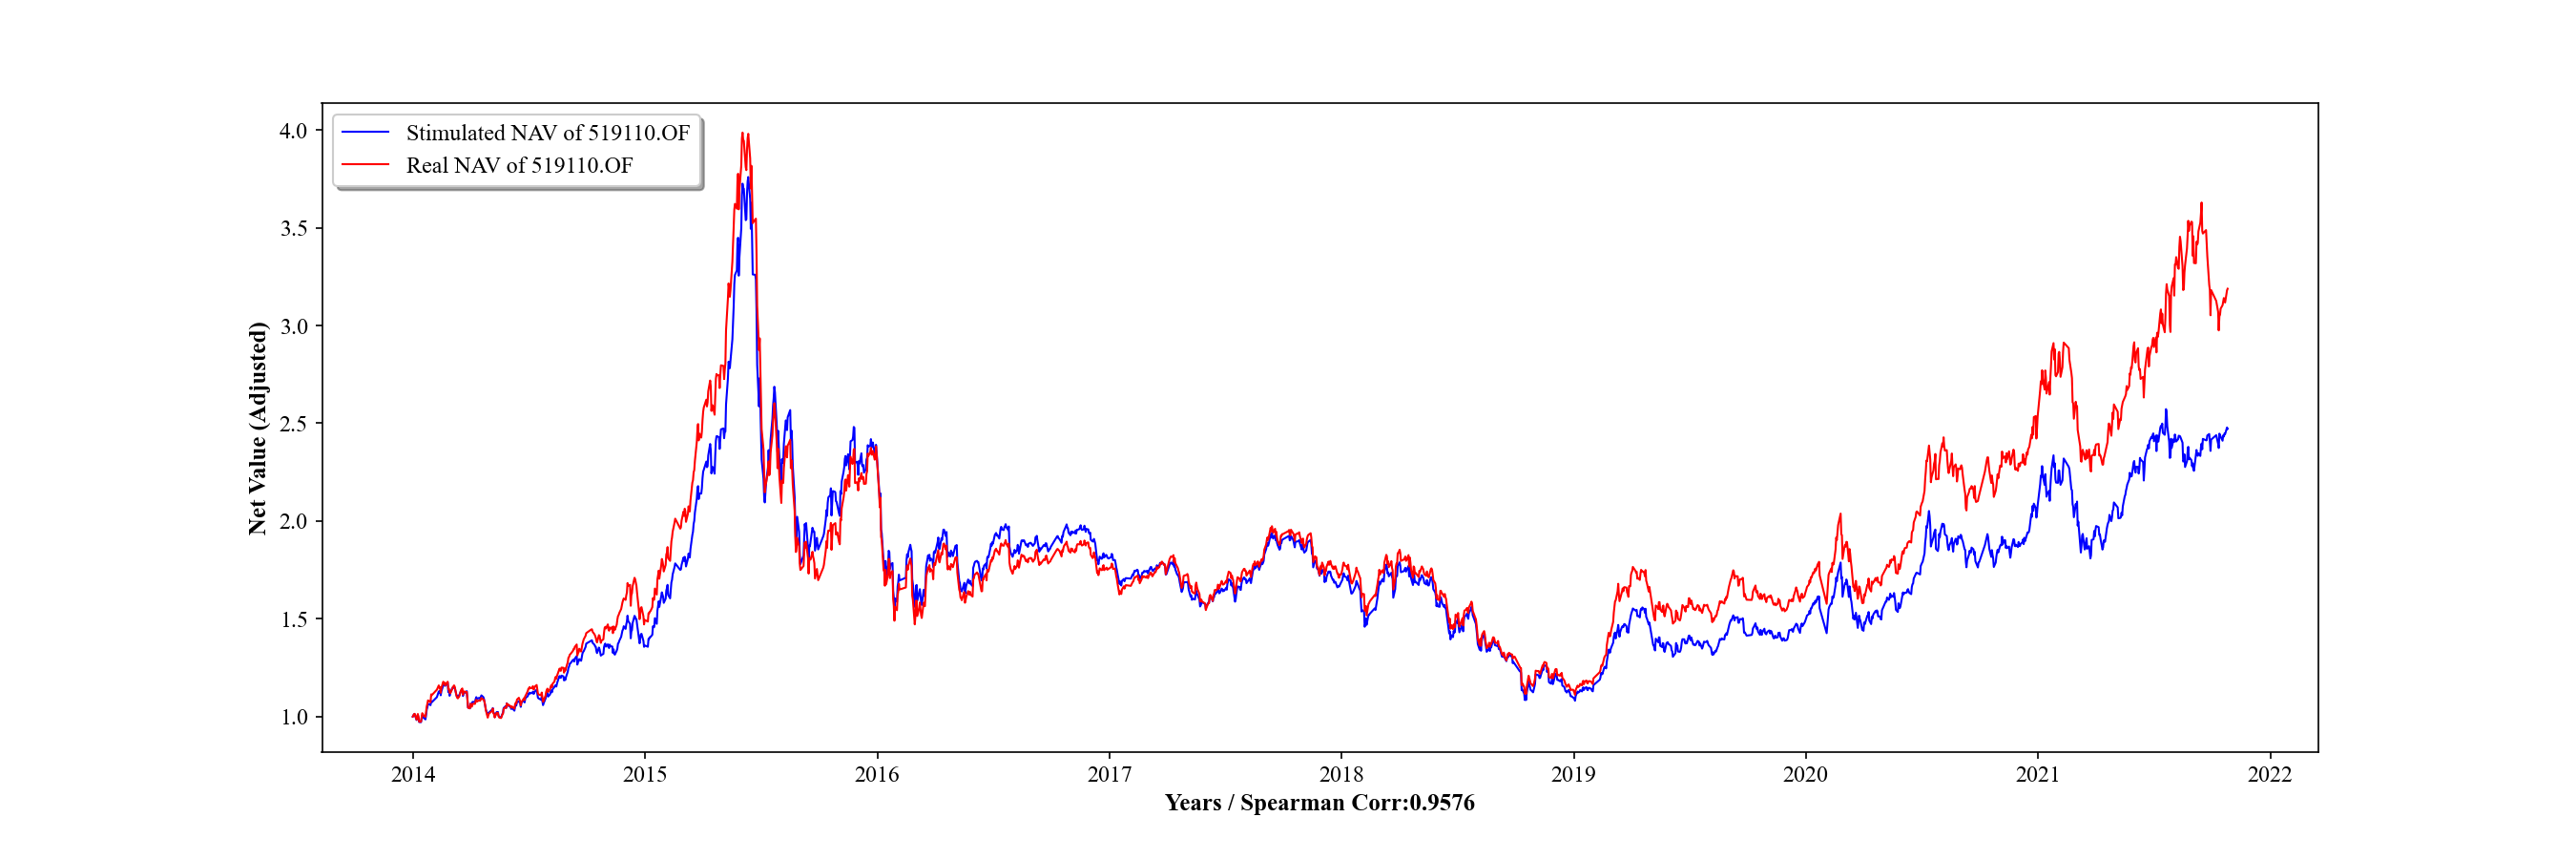 Stimulated NAV of 519110.OF
Real NAV of 519110.OF
4.0
3.5
3.0
2.5
2.0
1.5
1.0
Net Value (Adjusted)
2014 2015 2016 2017 2018 2019 2020 2021 2022
Years / Spearman Corr:0.9576